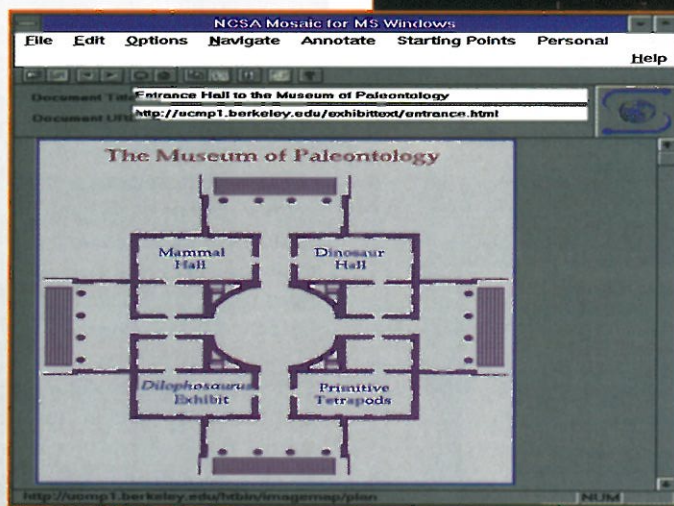 NCSA Mosaic for MS Windows
File Edit Options Navigate Annotate Starting Points Personal
Help
Document Title Entrance Hall to the Museum of Paleontology
Document URL http://ucmp1.berkeley.edu/exhibittext/entrance.html
The Museum of Paleontology
Mammal
Hall
Dinosaur
Hall
Dilophosaurus
Exhibit
Primitive
Tetrapods
http://ucmp1.berkeley.edu/htbin/imagemap/plan NUM